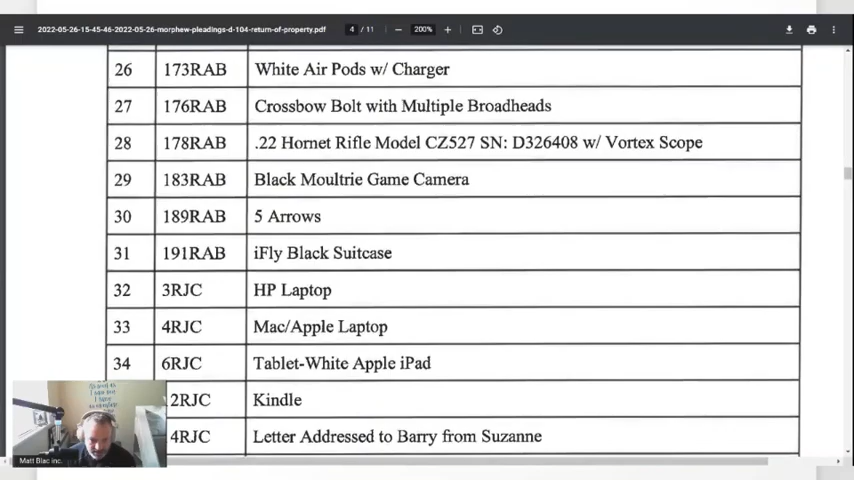 2022-05-26-15-45-46-2022-05-26-morphew-pleadings-d-104-return-of-property.pdf 4 / 11 — 200% +
26 173RAB White Air Pods w/ Charger
27 176RAB Crossbow Bolt with Multiple Broadheads
28 178RAB .22 Hornet Rifle Model CZ527 SN: D326408 w/ Vortex Scope
29 183RAB Black Moultrie Game Camera
30 189RAB 5 Arrows
31 191RAB iFly Black Suitcase
32 3RJC HP Laptop
33 4RJC Mac/Apple Laptop
34 6RJC Tablet-White Apple iPad
2RJC Kindle
4RJC Letter Addressed to Barry from Suzanne
Matt Blac inc.